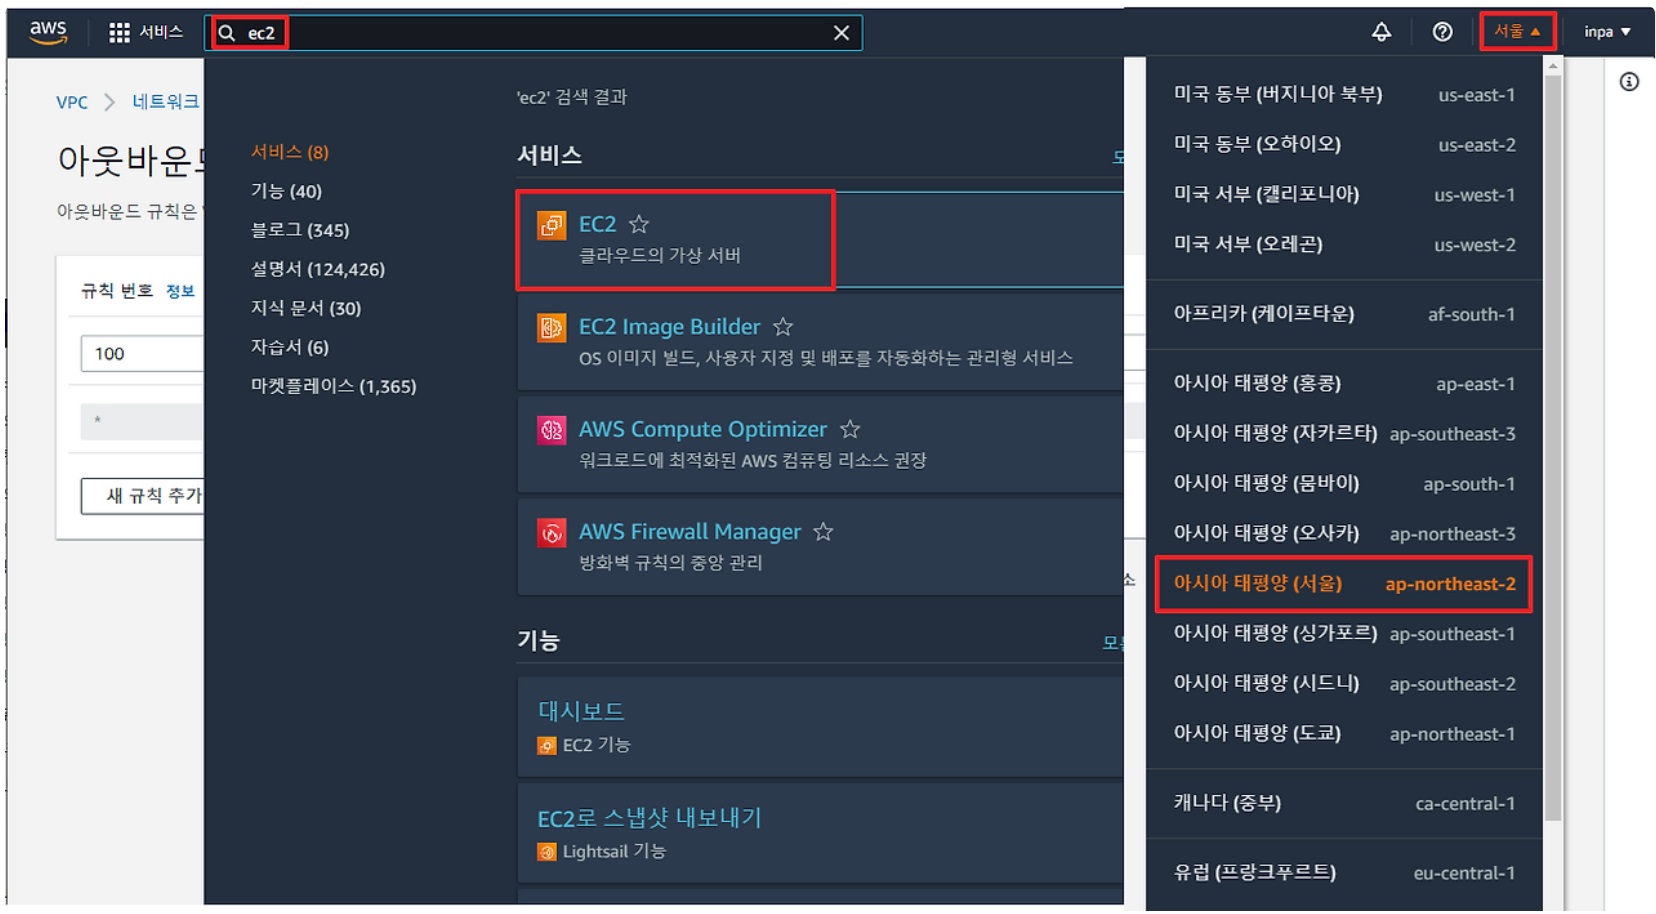 aws
서비스
ec2
서울 ▲
inpa ▼
VPC > 네트워크
아웃바운드
아웃바운드 규칙은
규칙 번호 정보
100
*
새 규칙 추가
'ec2' 검색 결과
서비스 (8)
기능 (40)
블로그 (345)
설명서 (124,426)
지식 문서 (30)
자습서 (6)
마켓플레이스 (1,365)
서비스
EC2
클라우드의 가상 서버
EC2 Image Builder
OS 이미지 빌드, 사용자 지정 및 배포를 자동화하는 관리형 서비스
AWS Compute Optimizer
워크로드에 최적화된 AWS 컴퓨팅 리소스 권장
AWS Firewall Manager
방화벽 규칙의 중앙 관리
기능
대시보드
EC2 기능
EC2로 스냅샷 내보내기
Lightsail 기능
소
미국 동부 (버지니아 북부) us-east-1
미국 동부 (오하이오) us-east-2
미국 서부 (캘리포니아) us-west-1
미국 서부 (오레곤) us-west-2
아프리카 (케이프타운) af-south-1
아시아 태평양 (홍콩) ap-east-1
아시아 태평양 (자카르타) ap-southeast-3
아시아 태평양 (뭄바이) ap-south-1
아시아 태평양 (오사카) ap-northeast-3
아시아 태평양 (서울) ap-northeast-2
아시아 태평양 (싱가포르) ap-southeast-1
아시아 태평양 (시드니) ap-southeast-2
아시아 태평양 (도쿄) ap-northeast-1
캐나다 (중부) ca-central-1
유럽 (프랑크푸르트) eu-central-1